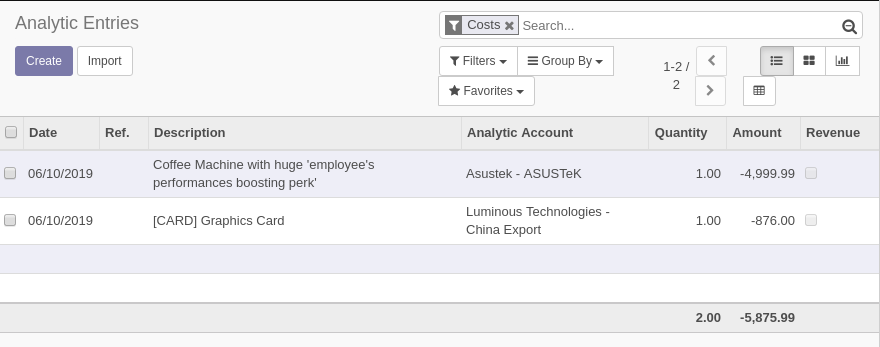 Analytic Entries
Costs Search...
Create Import
Filters Group By
Favorites
1-2 /
2
Date Ref. Description Analytic Account Quantity Amount Revenue
06/10/2019 Coffee Machine with huge 'employee's
performances boosting perk' Asustek - ASUSTeK 1.00 -4,999.99
06/10/2019 [CARD] Graphics Card Luminous Technologies -
China Export 1.00 -876.00
2.00 -5,875.99